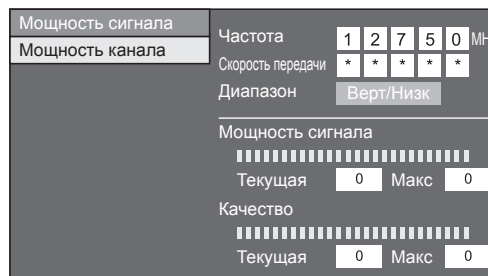 Мощность сигнала
Мощность канала
Частота 1 2 7 5 0 MH
Скорость передачи * * * * *
Диапазон Верт/Низк
Мощность сигнала
Текущая 0 Макс 0
Качество
Текущая 0 Макс 0